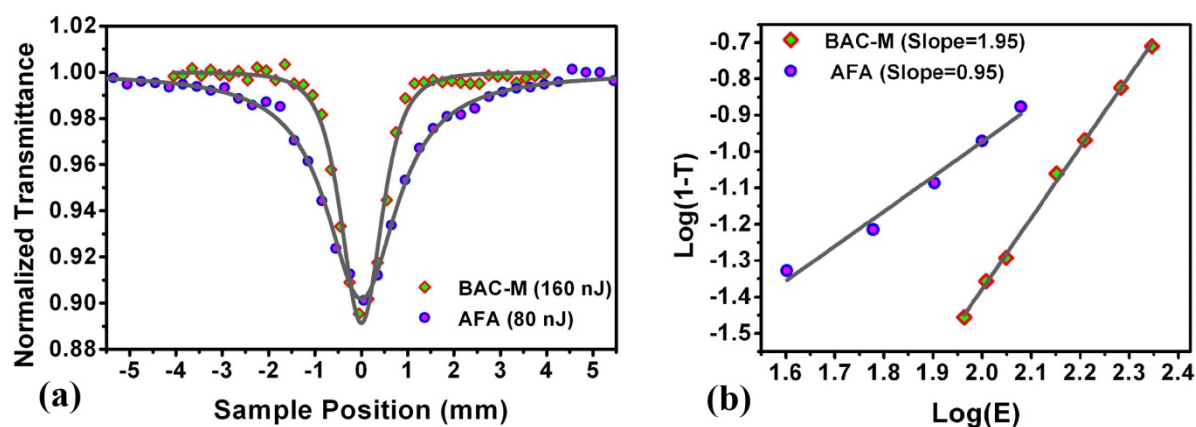 1.02
1.00
0.98
0.96
0.94
0.92
0.90
0.88
Normalized Transmittance
BAC-M (160 nJ)
AFA (80 nJ)
-5 -4 -3 -2 -1 0 1 2 3 4 5
Sample Position (mm)
(a)
-0.7
-0.8
-0.9
-1.0
-1.1
-1.2
-1.3
-1.4
-1.5
Log(1-T)
BAC-M (Slope=1.95)
AFA (Slope=0.95)
1.6 1.7 1.8 1.9 2.0 2.1 2.2 2.3 2.4
Log(E)
(b)